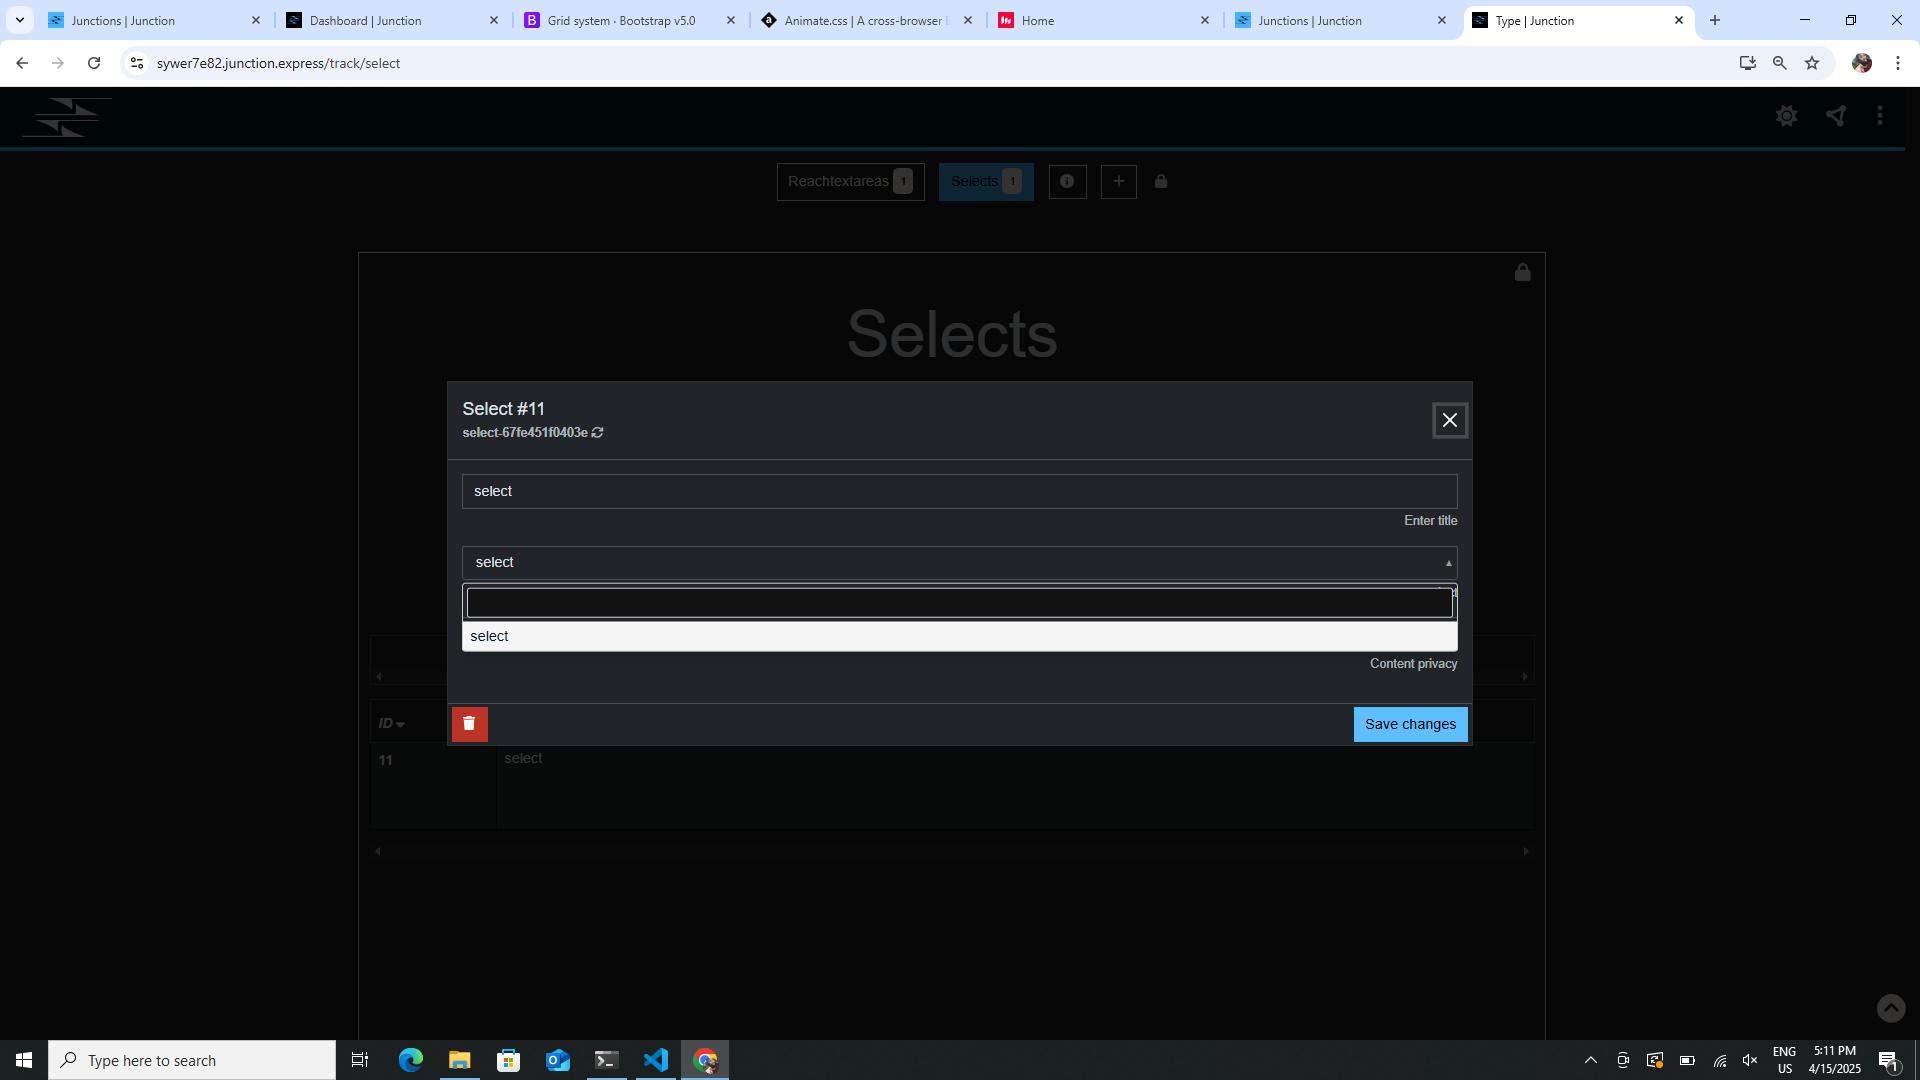 Junctions | Junction
Dashboard | Junction
Grid system · Bootstrap v5.0
Animate.css | A cross-browser
Home
Junctions | Junction
Type | Junction
sywer7e82.junction.express/track/select
Reachtextareas 1
Selects 1
Selects
Select #11
select-67fe451f0403e
select
Enter title
select
select
Content privacy
Save changes
ID
11
select
Type here to search
ENG
US
5:11 PM
4/15/2025
1